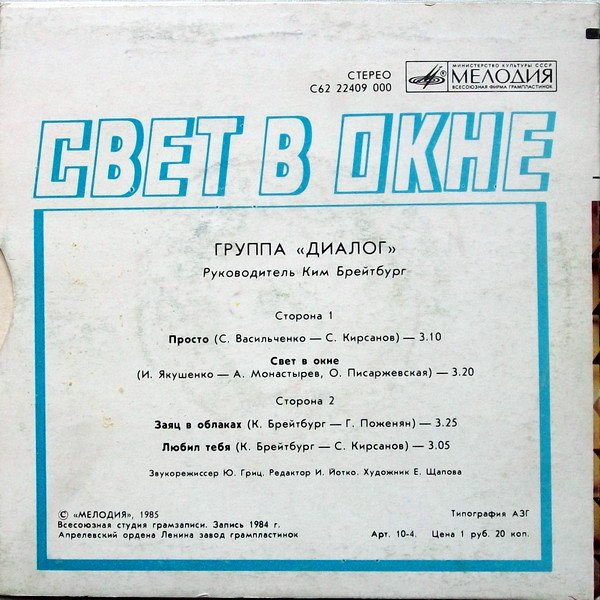 СТЕРЕО
С62 22409 000
МИНИСТЕРСТВО КУЛЬТУРЫ СССР
МЕЛОДИЯ
ВСЕСОЮЗНАЯ ФИРМА ГРАМПЛАСТИНОК
СВЕТ В ОКНЕ
ГРУППА «ДИАЛОГ»
Руководитель Ким Брейтбург
Сторона 1
Просто (С. Васильченко — С. Кирсанов) — 3.10
Свет в окне
(И. Якушенко — А. Монастырев, О. Писаржевская) — 3.20
Сторона 2
Заяц в облаках (К. Брейтбург — Г. Поженян) — 3.25
Любил тебя (К. Брейтбург — С. Кирсанов) — 3.05
Звукорежиссер Ю. Гриц. Редактор И. Йотко. Художник Е. Щапова
© «МЕЛОДИЯ», 1985
Всесоюзная студия грамзаписи. Запись 1984 г.
Апрелевский ордена Ленина завод грампластинок
Типография АЗГ
Арт. 10-4. Цена 1 руб. 20 коп.